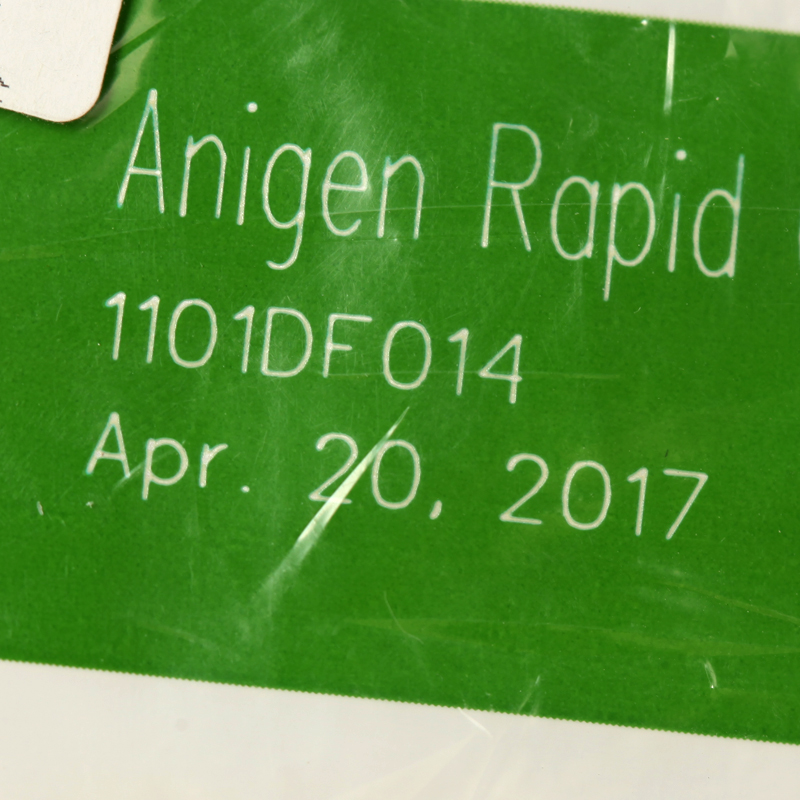 Anigen Rapid
1101DF014
Apr. 20, 2017